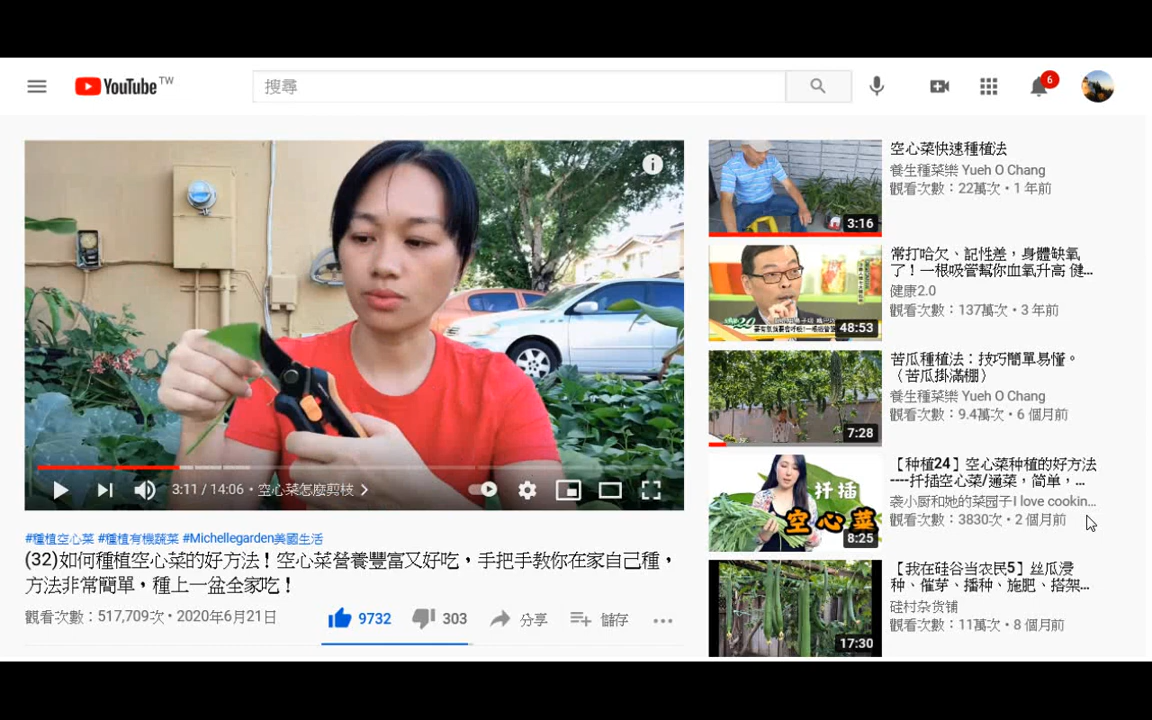 YouTube TW
搜尋
6
3:11 / 14:06 • 空心菜怎麼剪枝
#種植空心菜 #種植有機蔬菜 #Michellegarden美國生活
(32)如何種植空心菜的好方法！空心菜營養豐富又好吃，手把手教你在家自己種，
方法非常簡單，種上一盆全家吃！
觀看次數：517,709次 • 2020年6月21日
9732
303
分享
儲存
3:16
空心菜快速種植法
養生種菜樂 Yueh O Chang
觀看次數：22萬次 • 1 年前
48:53
常打哈欠、記性差，身體缺氧
了！一根吸管幫你血氧升高 健...
健康2.0
觀看次數：137萬次 • 3 年前
7:28
苦瓜種植法：技巧簡單易懂。
（苦瓜掛滿棚）
養生種菜樂 Yueh O Chang
觀看次數：9.4萬次 • 6 個月前
扦插
空心菜
8:25
【种植24】空心菜种植的好方法
----扦插空心菜/通菜，简单，...
袭小厨和她的菜园子I love cookin...
觀看次數：3830次 • 2 個月前
17:30
【我在硅谷当农民5】丝瓜浸
种、催芽、播种、施肥、搭架...
硅村杂货铺
觀看次數：11萬次 • 8 個月前